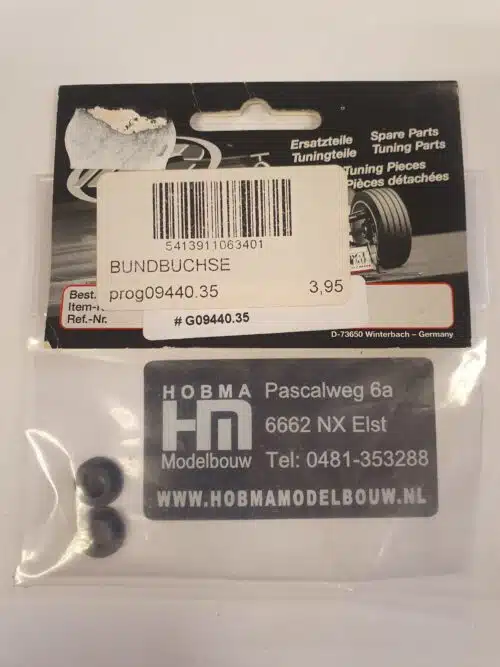 Ersatzteile Spare Parts
Tuningteile Tuning Parts
Tuning Pieces
Pièces détachées
5413911063401
BUNDBUCHSE
prog09440.35 3,95
Best.
Item-
Ref.-Nr.
# G09440.35
D-73650 Winterbach – Germany
HOBMA
HM
Modelbouw
Pascalweg 6a
6662 NX Elst
Tel: 0481-353288
WWW.HOBMAMODELBOUW.NL